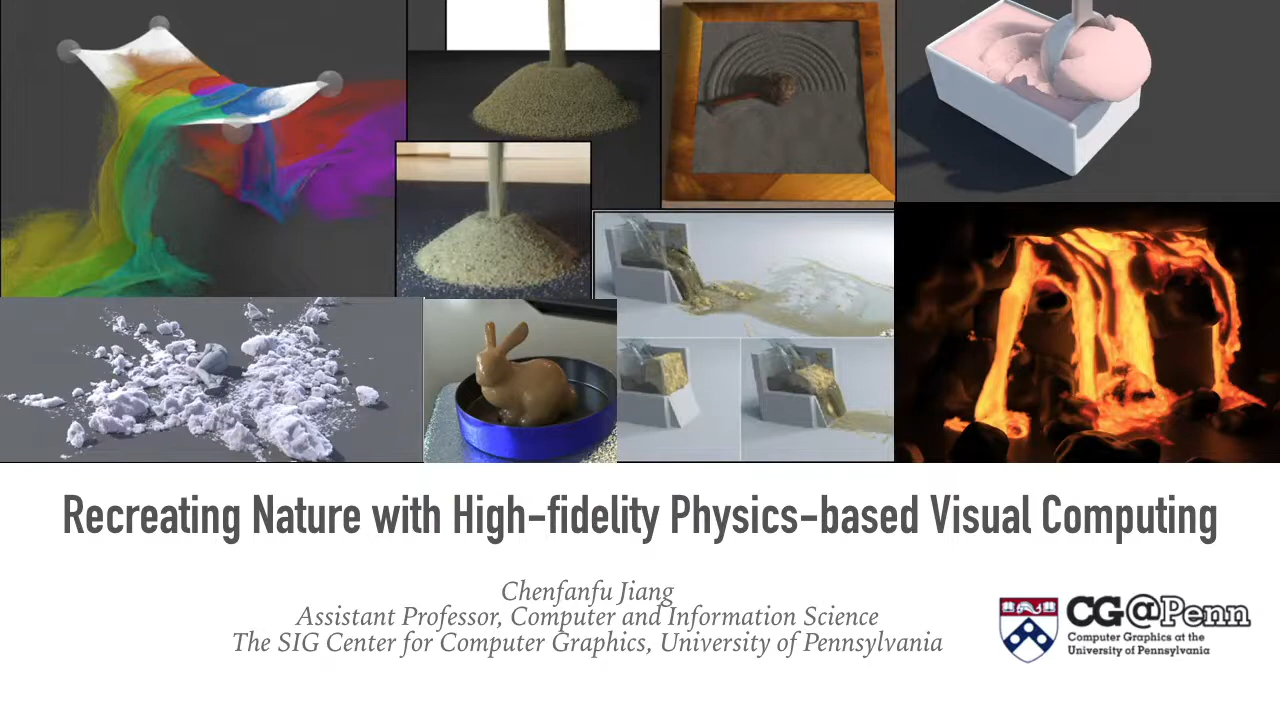 Recreating Nature with High-fidelity Physics-based Visual Computing
Chenfanfu Jiang
Assistant Professor, Computer and Information Science
The SIG Center for Computer Graphics, University of Pennsylvania
CG@Penn
Computer Graphics at the
University of Pennsylvania